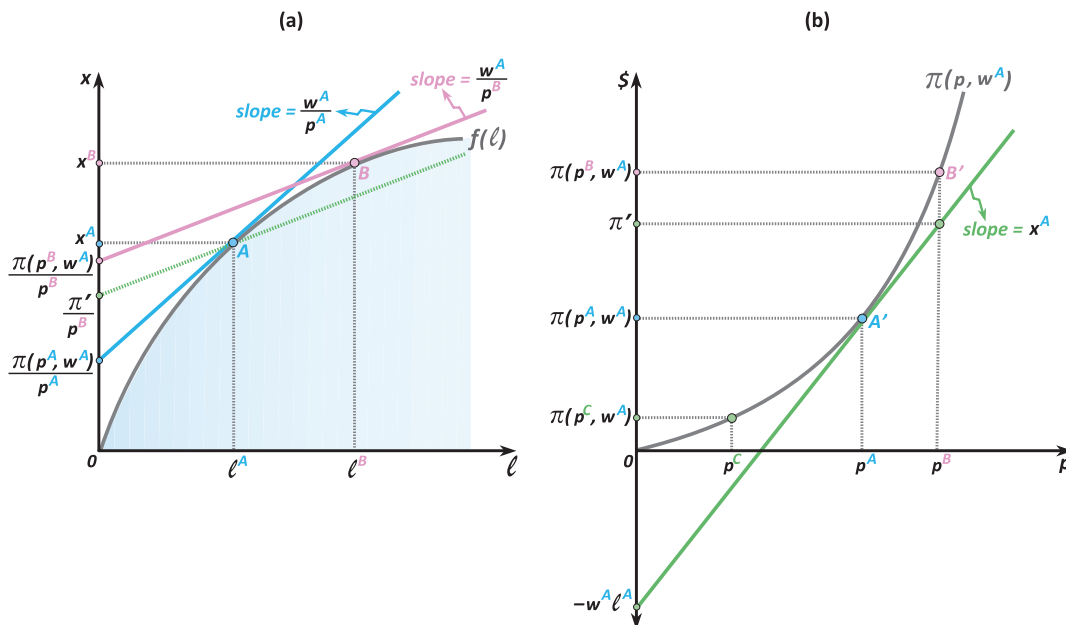 (a)
x
slope = w^A / p^A
slope = w^A / p^B
f(ℓ)
x^B
B
x^A
A
π(p^B, w^A) / p^B
π′ / p^B
π(p^A, w^A) / p^A
0
ℓ^A
ℓ^B
ℓ
(b)
$
π(p, w^A)
π(p^B, w^A)
B′
π′
slope = x^A
π(p^A, w^A)
A′
π(p^C, w^A)
0
p^C
p^A
p^B
p
−w^A ℓ^A